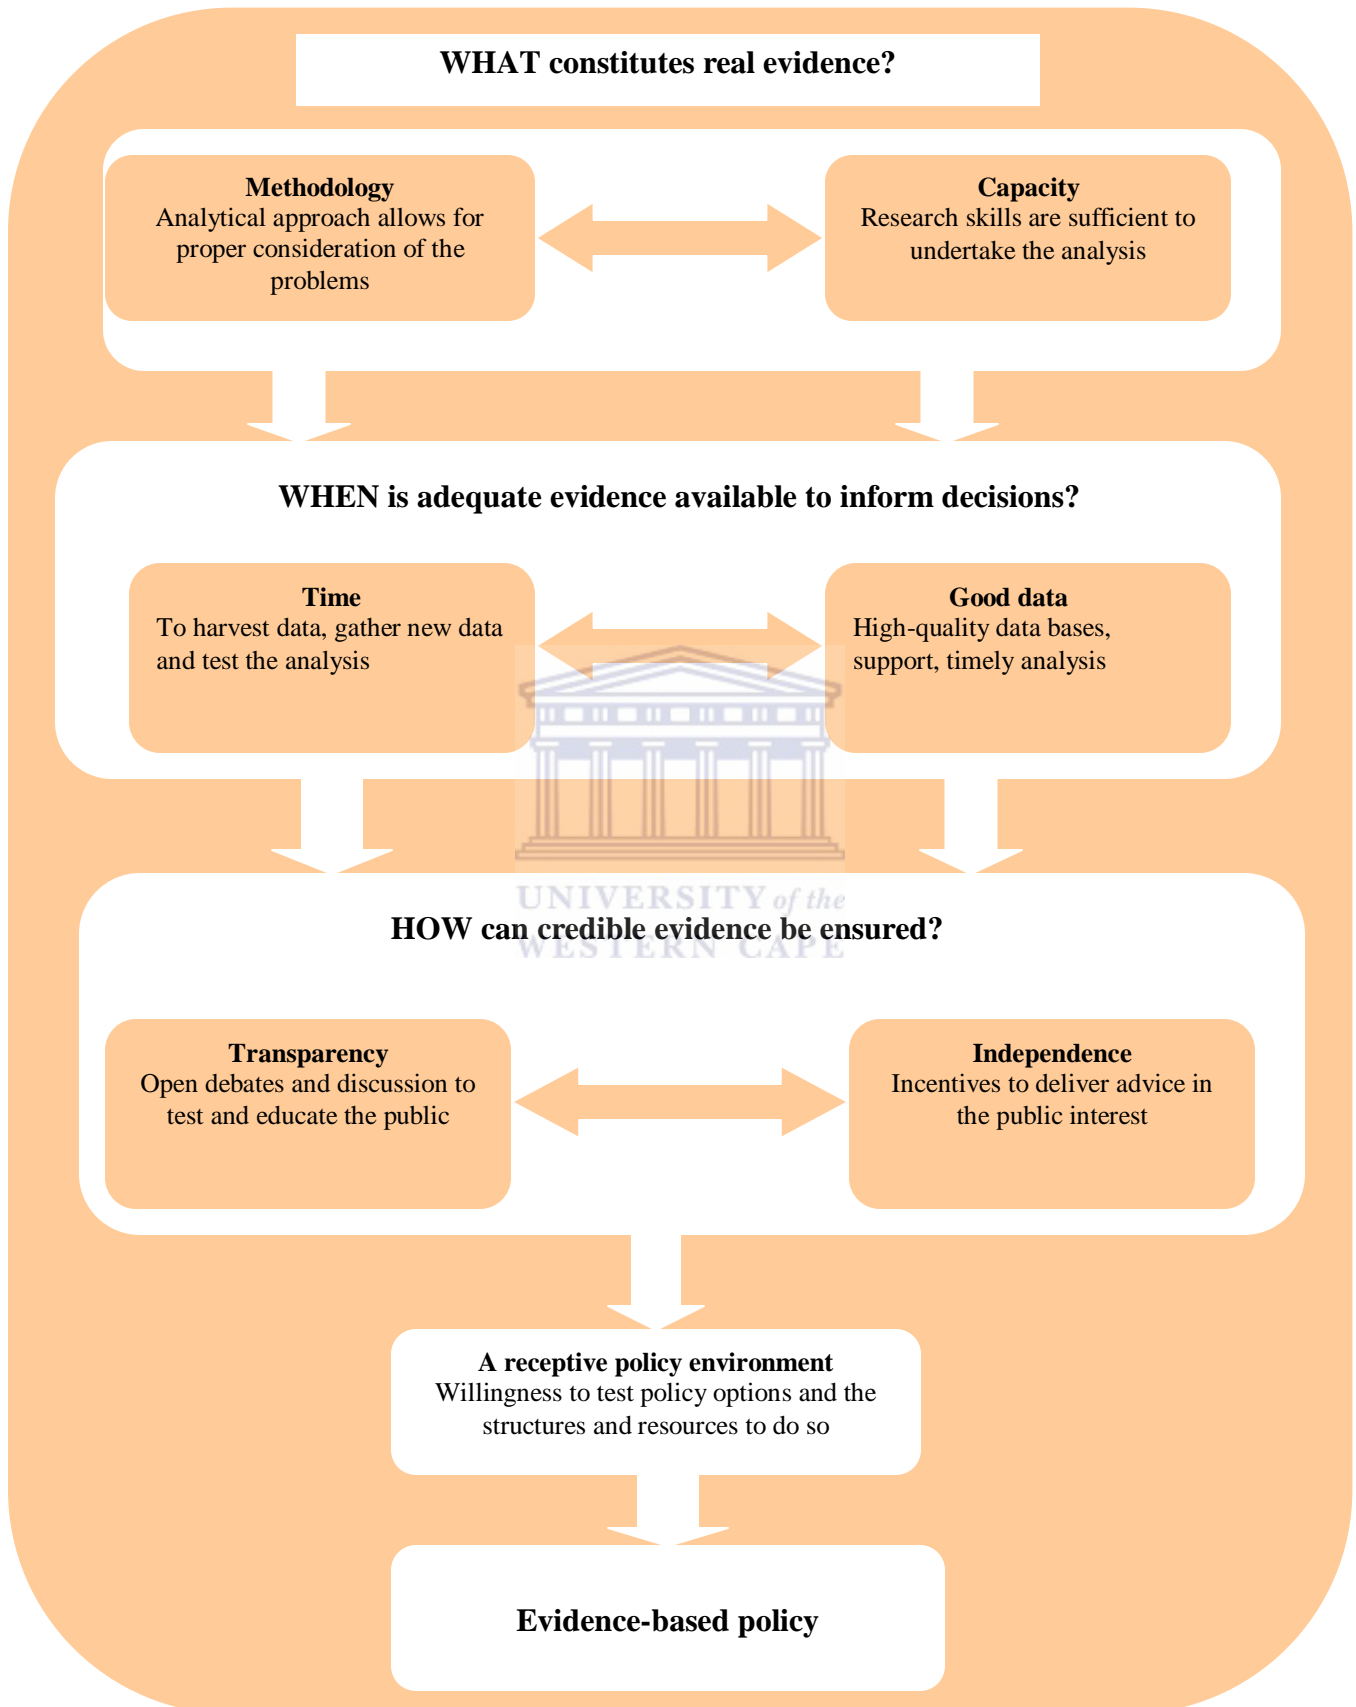 WHAT constitutes real evidence?
Methodology
Analytical approach allows for
proper consideration of the
problems
Capacity
Research skills are sufficient to
undertake the analysis
WHEN is adequate evidence available to inform decisions?
Time
To harvest data, gather new data
and test the analysis
Good data
High-quality data bases,
support, timely analysis
UNIVERSITY of the
HOW can credible evidence be ensured?
WESTERN CAPE
Transparency
Open debates and discussion to
test and educate the public
Independence
Incentives to deliver advice in
the public interest
A receptive policy environment
Willingness to test policy options and the
structures and resources to do so
Evidence-based policy